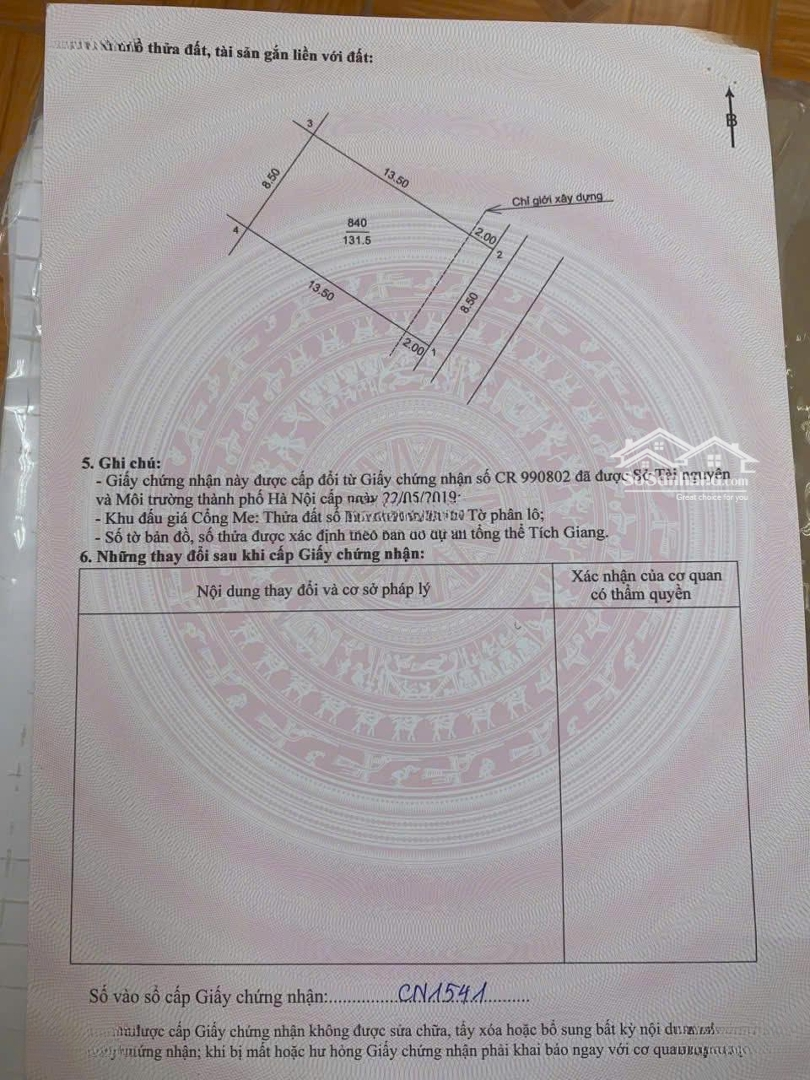 thửa đất, tài sản gắn liền với đất:
B
3
13.50
8.50
Chỉ giới xây dựng
4
840
131.5
2.00
2
13.50
8.50
2.00
1
5. Ghi chú:
- Giấy chứng nhận này được cấp đổi từ Giấy chứng nhận số CR 990802 đã được Sở Tài nguyên
và Môi trường thành phố Hà Nội cấp ngày 22/05/2019.
- Khu đấu giá Cổng Me: Thửa đất số Tờ phân lô;
- Số tờ bản đồ, số thửa được xác định theo bản đồ dự án tổng thể Tích Giang.
6. Những thay đổi sau khi cấp Giấy chứng nhận:
Nội dung thay đổi và cơ sở pháp lý
Xác nhận của cơ quan
có thẩm quyền
Số vào sổ cấp Giấy chứng nhận:...............CN1541..........
được cấp Giấy chứng nhận không được sửa chữa, tẩy xóa hoặc bổ sung bất kỳ nội dung
chứng nhận; khi bị mất hoặc hư hỏng Giấy chứng nhận phải khai báo ngay với cơ quan
SoSanhNha.com
Great choice for you